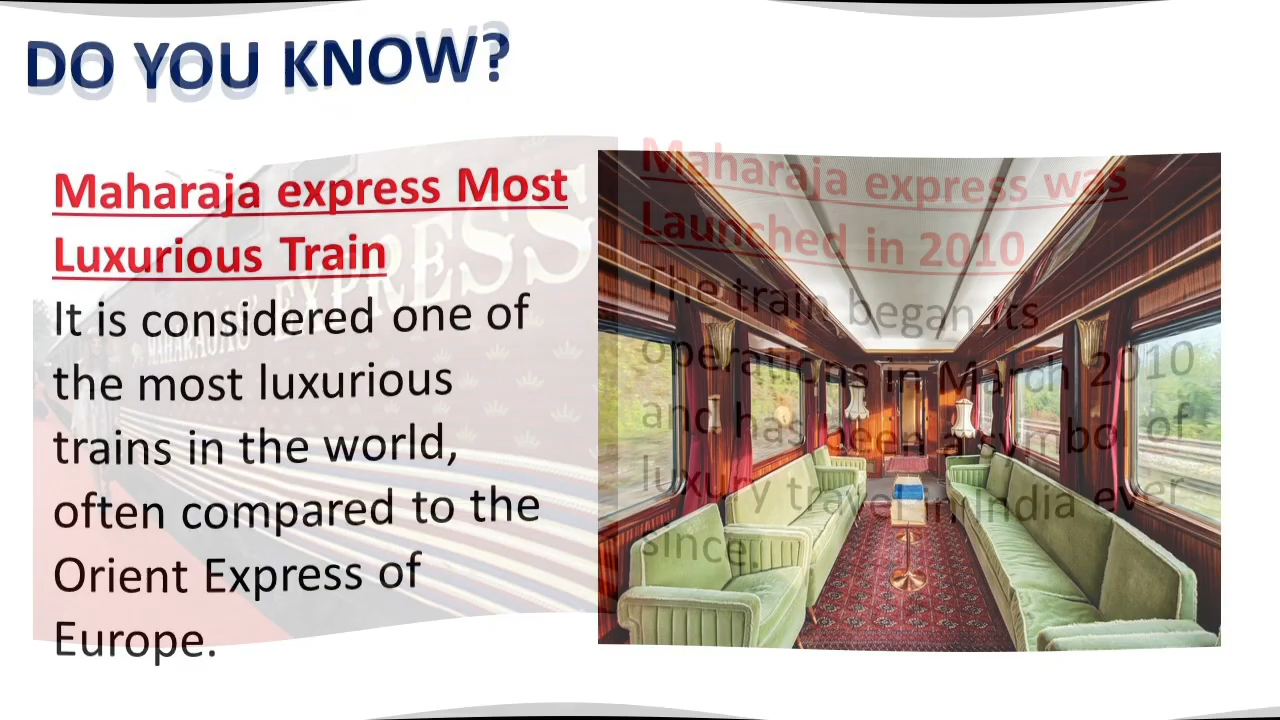 DO YOU KNOW?
Maharaja express Most
Luxurious Train
It is considered one of
the most luxurious
trains in the world,
often compared to the
Orient Express of
Europe.
Maharaja express was
Launched in 2010
The train began its
operations in March 2010
and has been a symbol of
luxury travel in India ever
since.
MAHARAJAS' EXPRESS